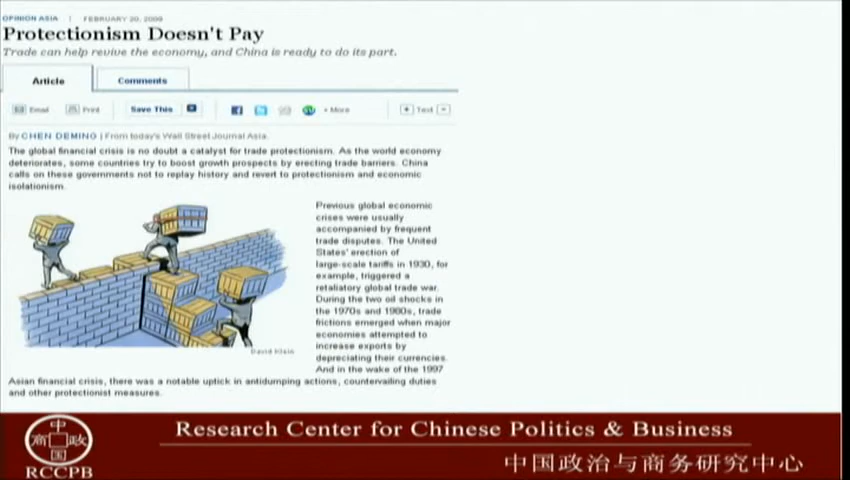 OPINION ASIA | FEBRUARY 20, 2009
Protectionism Doesn't Pay
Trade can help revive the economy, and China is ready to do its part.
Article
Comments
Email
Print
Save This
+ More
+ Text -
By CHEN DEMING | From today's Wall Street Journal Asia.
The global financial crisis is no doubt a catalyst for trade protectionism. As the world economy
deteriorates, some countries try to boost growth prospects by erecting trade barriers. China
calls on these governments not to replay history and revert to protectionism and economic
isolationism.
Previous global economic
crises were usually
accompanied by frequent
trade disputes. The United
States' erection of
large-scale tariffs in 1930, for
example, triggered a
retaliatory global trade war.
During the two oil shocks in
the 1970s and 1980s, trade
frictions emerged when major
economies attempted to
increase exports by
depreciating their currencies.
And in the wake of the 1997
David Klein
Asian financial crisis, there was a notable uptick in antidumping actions, countervailing duties
and other protectionist measures.
中
商 政
国
RCCPB
Research Center for Chinese Politics & Business
中国政治与商务研究中心